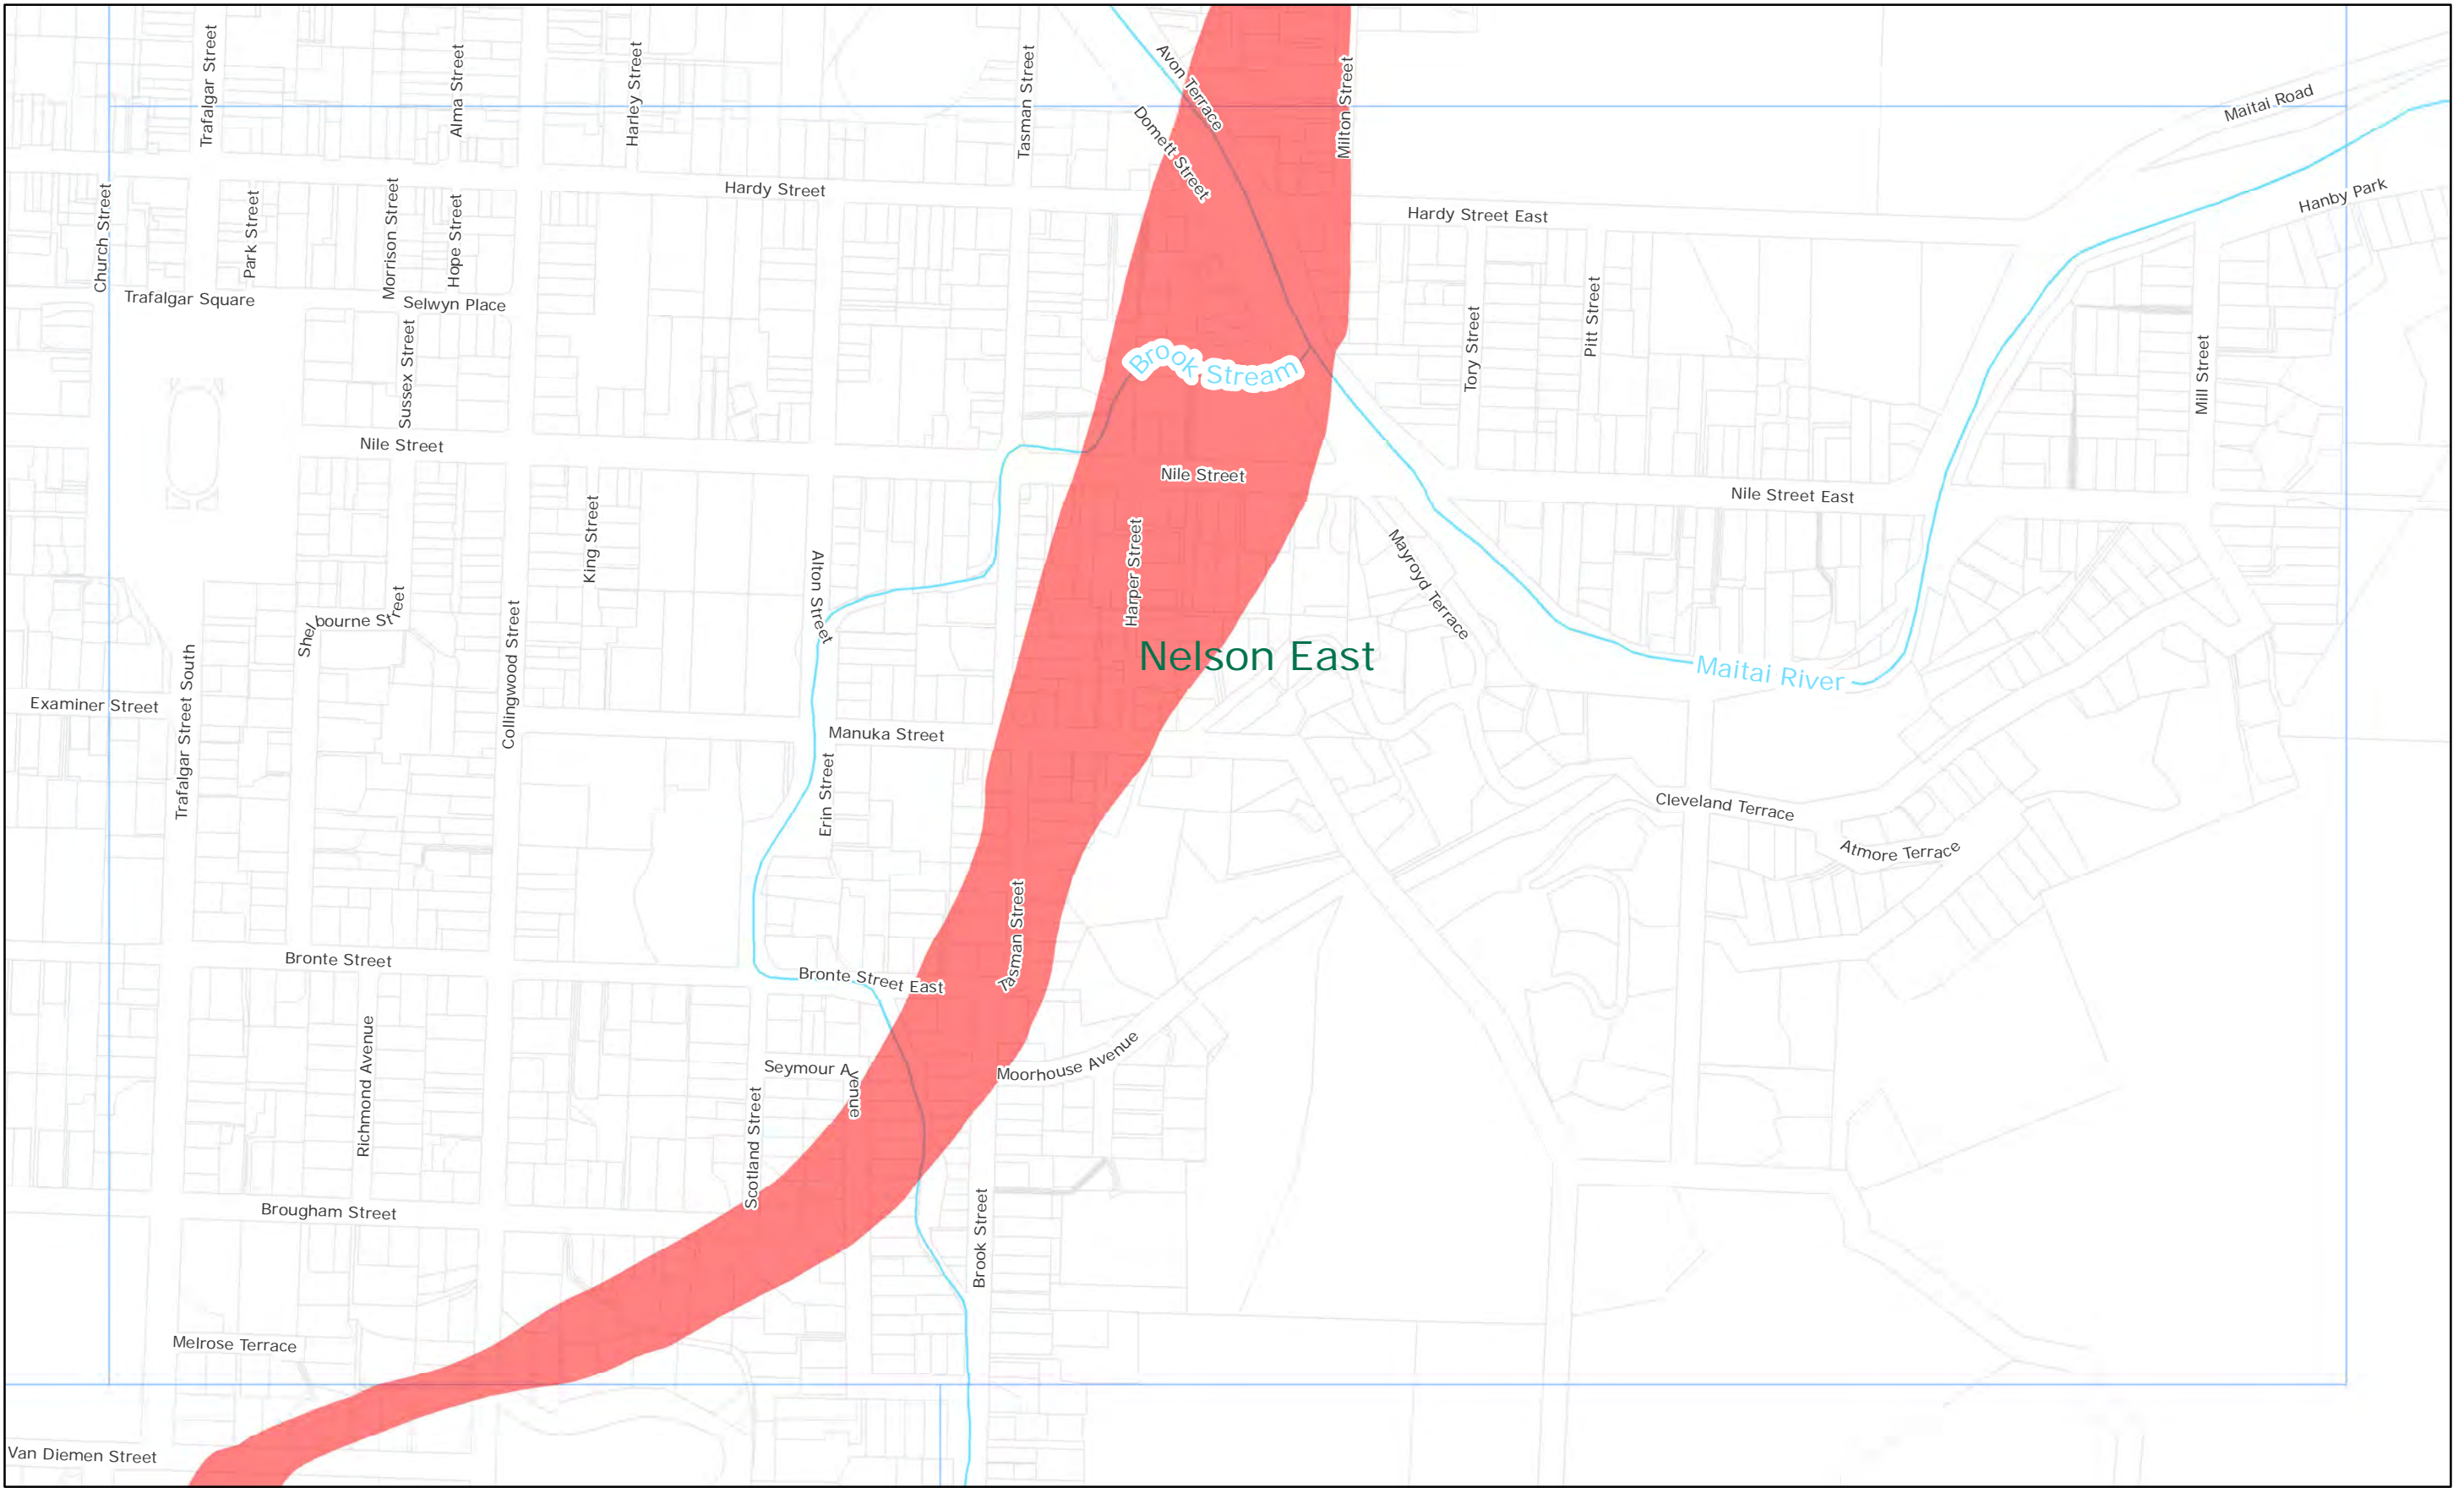 Trafalgar Street
Alma Street
Harley Street
Tasman Street
Avon Terrace
Domett Street
Milton Street
Maitai Road
Hanby Park
Hardy Street
Hardy Street East
Church Street
Park Street
Morrison Street
Hope Street
Trafalgar Square
Selwyn Place
Sussex Street
Tory Street
Pitt Street
Mill Street
Brook Stream
Nile Street
Nile Street
Nile Street East
King Street
Alton Street
Harper Street
Mayroyd Terrace
Shelbourne Street
Collingwood Street
Nelson East
Maitai River
Examiner Street
Trafalgar Street South
Manuka Street
Erin Street
Cleveland Terrace
Atmore Terrace
Tasman Street
Bronte Street
Bronte Street East
Richmond Avenue
Seymour Avenue
Moorhouse Avenue
Scotland Street
Brougham Street
Brook Street
Melrose Terrace
Van Diemen Street